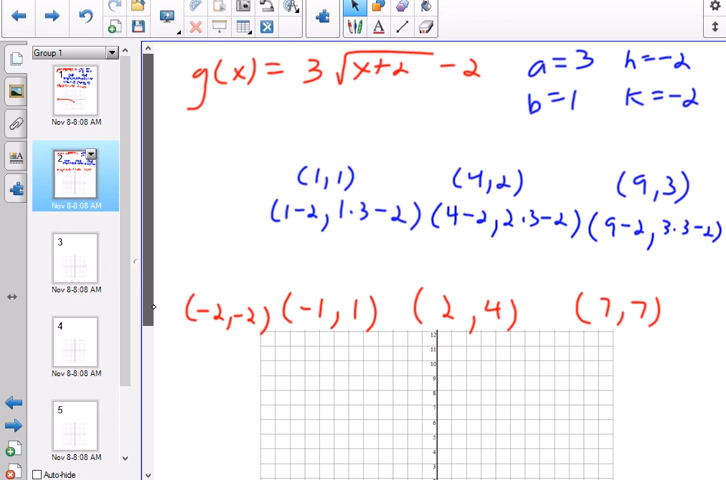 Group 1
1
Nov 8-8:08 AM
2
Nov 8-8:08 AM
3
Nov 8-8:08 AM
4
Nov 8-8:08 AM
5
Nov 8-8:08 AM
Auto-hide
g(x) = 3√(x+2) - 2
a = 3 h = -2
b = 1 k = -2
(1,1) (4,2) (9,3)
(1-2, 1·3-2) (4-2, 2·3-2) (9-2, 3·3-2)
(-2,-2) (-1, 1) (2, 4) (7, 7)
12
11
10
9
8
7
6
5
4
3